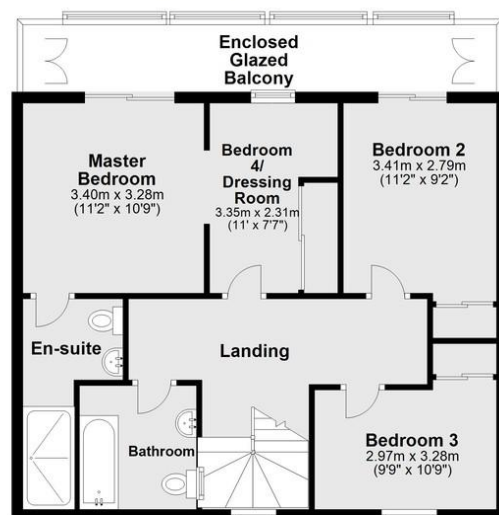 Enclosed
Glazed
Balcony
Master
Bedroom
3.40m x 3.28m
(11'2" x 10'9")
Bedroom
4/
Dressing
Room
3.35m x 2.31m
(11' x 7'7")
Bedroom 2
3.41m x 2.79m
(11'2" x 9'2")
En-suite
Landing
Bathroom
Bedroom 3
2.97m x 3.28m
(9'9" x 10'9")